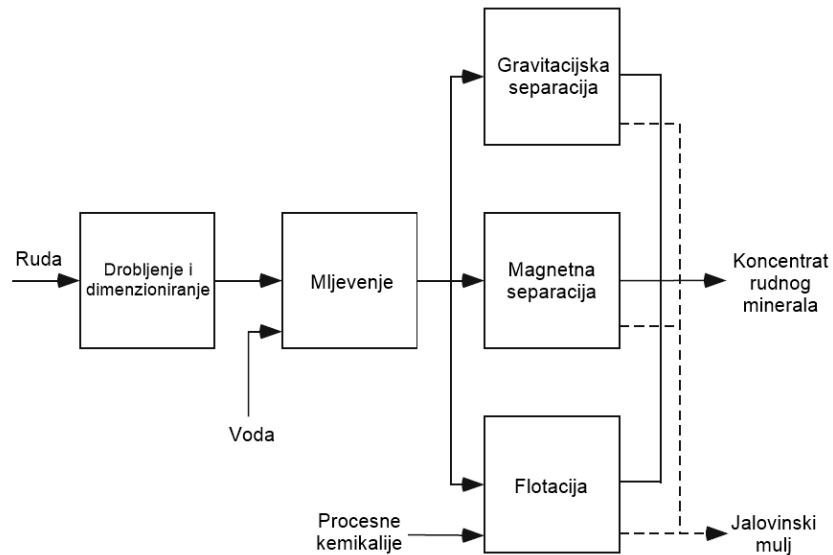 Gravitacijska
separacija
Ruda
Drobljenje i
dimenzioniranje
Mljevenje
Magnetna
separacija
Koncentrat
rudnog
minerala
Voda
Flotacija
Procesne
kemikalije
Jalovinski
mulj